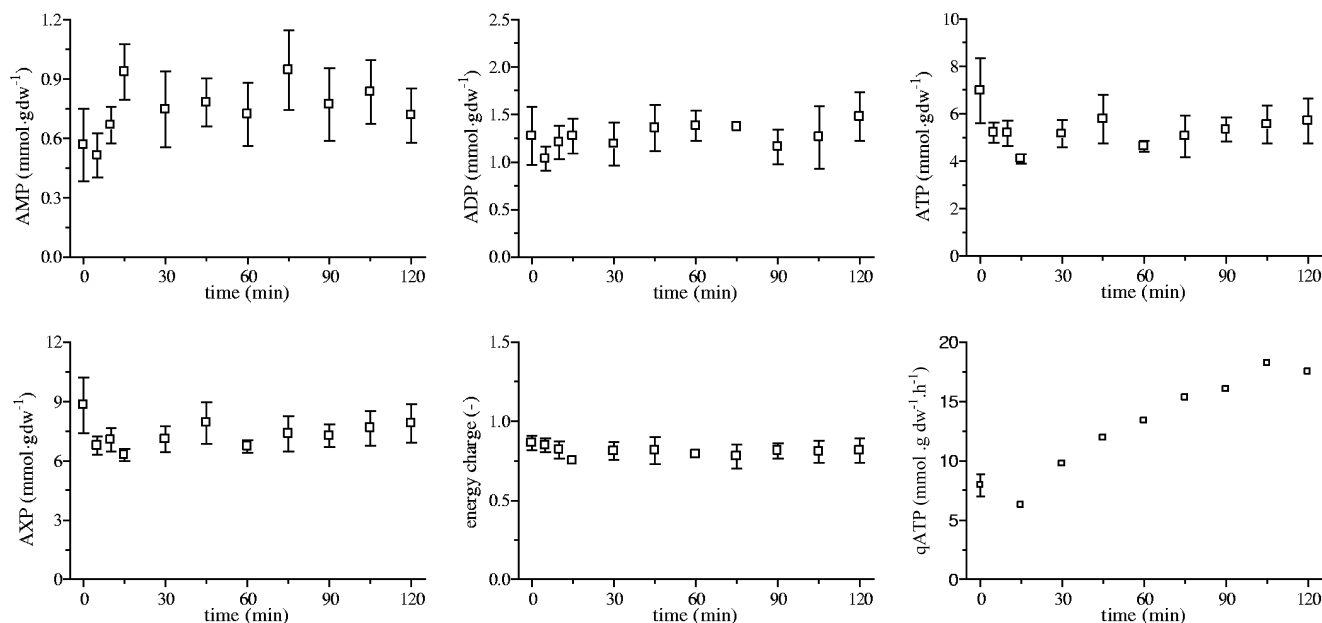 AMP (mmol·gdw⁻¹)
1.2
0.9
0.6
0.3
0.0
0 30 60 90 120
time (min)
ADP (mmol·gdw⁻¹)
2.5
2.0
1.5
1.0
0.5
0.0
0 30 60 90 120
time (min)
ATP (mmol·gdw⁻¹)
10
8
6
4
2
0
0 30 60 90 120
time (min)
AXP (mmol·gdw⁻¹)
12
9
6
3
0
0 30 60 90 120
time (min)
energy charge (-)
1.5
1.0
0.5
0.0
0 30 60 90 120
time (min)
qATP (mmol .g dw⁻¹.h⁻¹)
20
15
10
5
0
0 30 60 90 120
time (min)